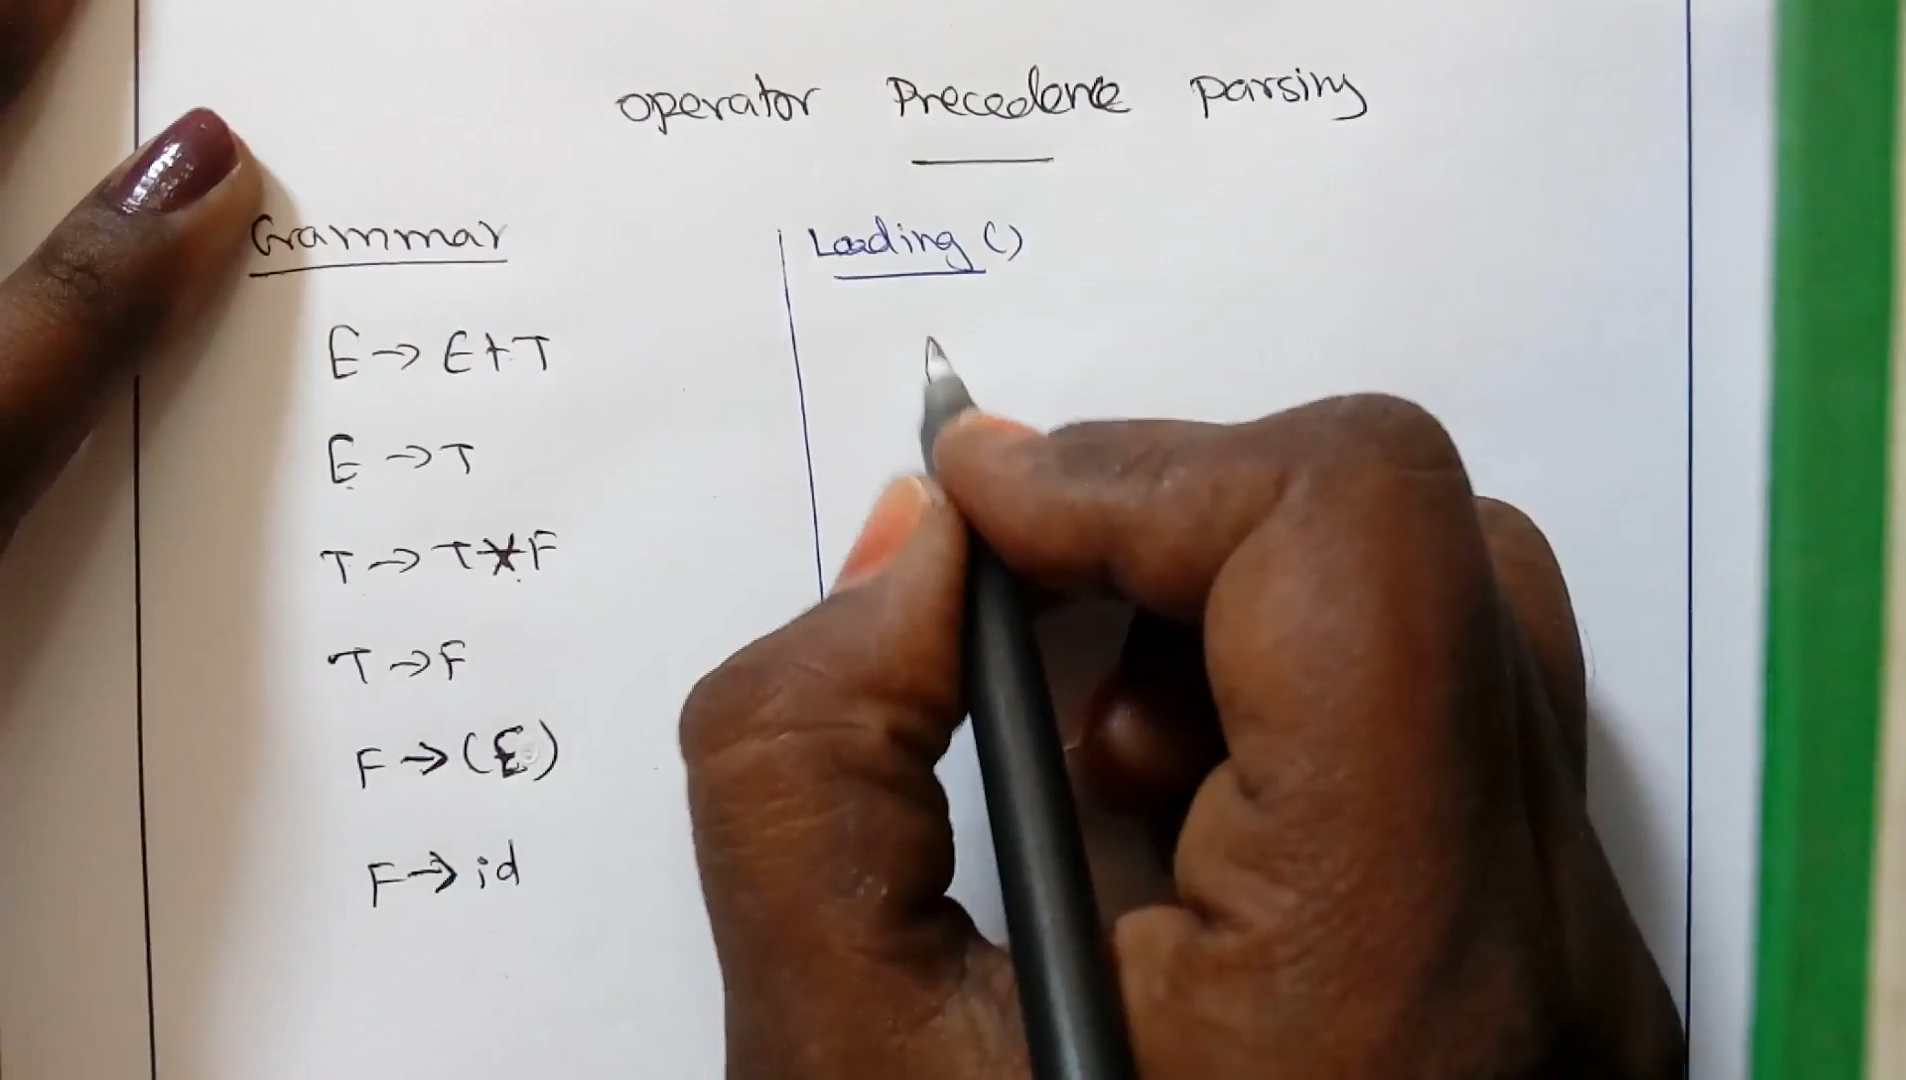 operator Precedence parsing
Grammar
Leading ()
E → E+T
E → T
T → T*F
T → F
F → (E)
F → id